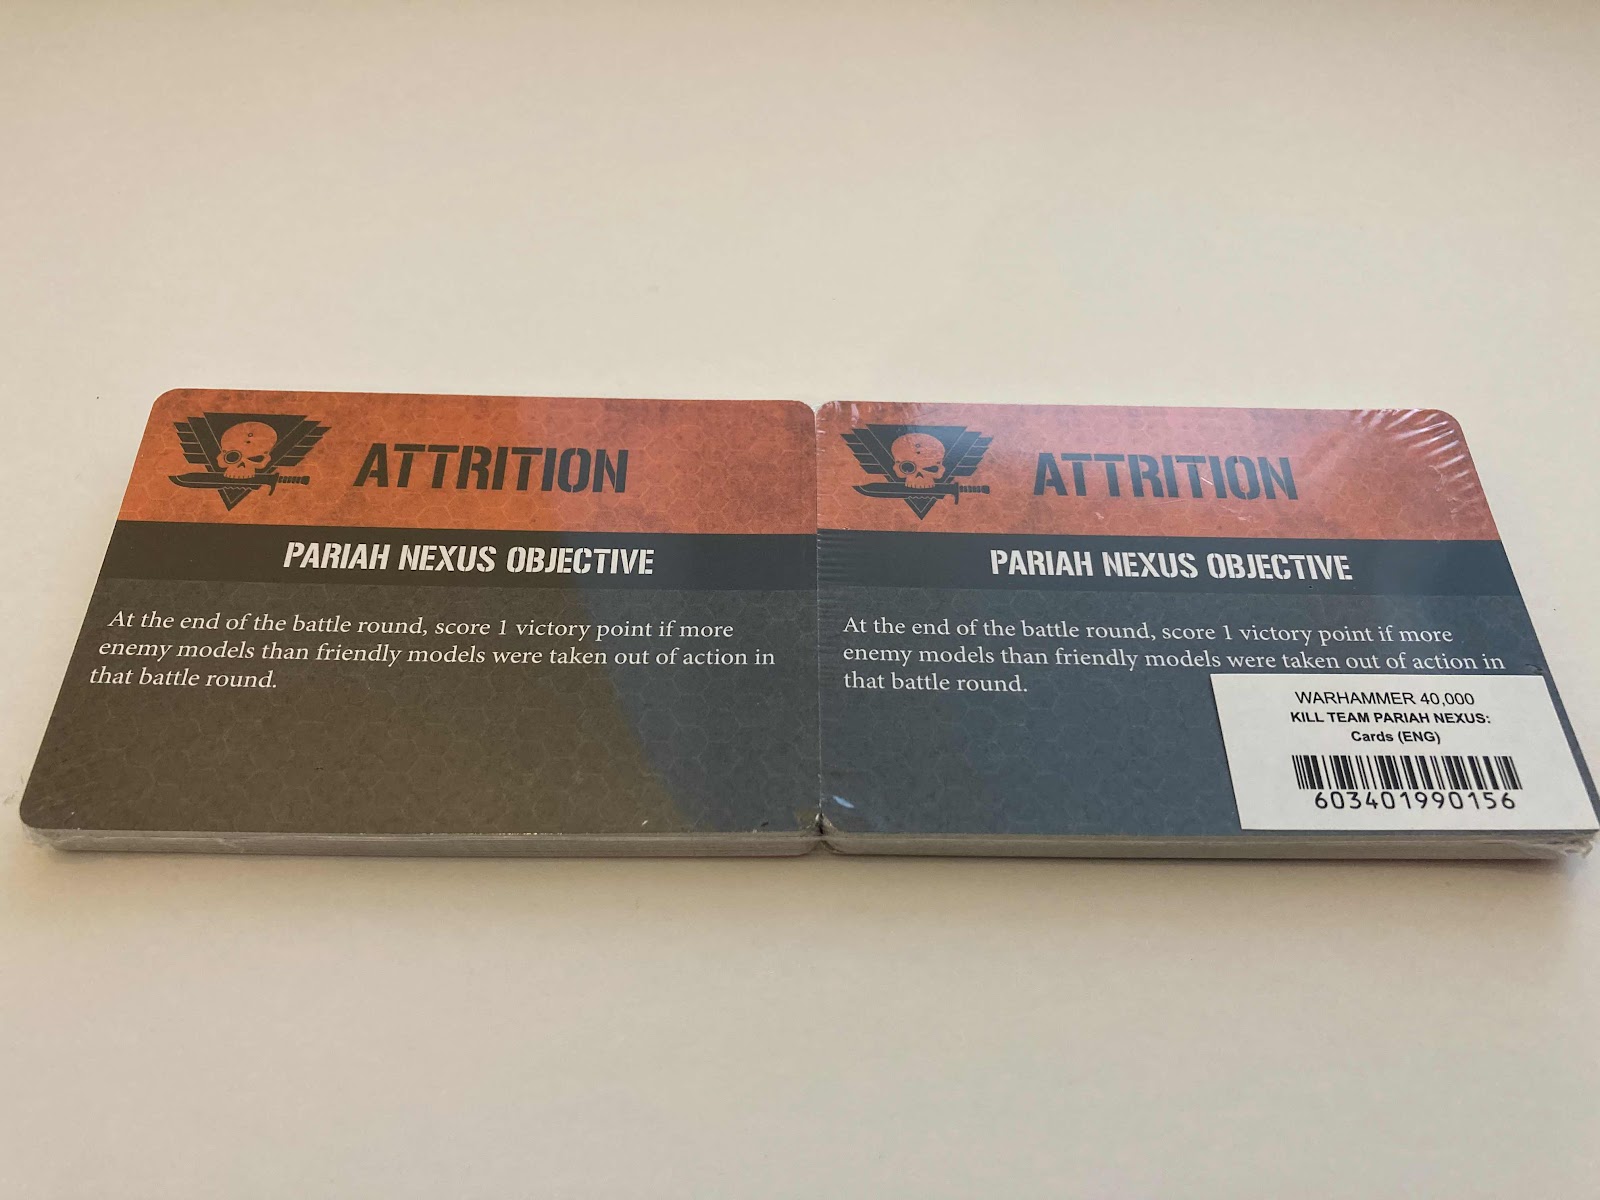 ATTRITION
PARIAH NEXUS OBJECTIVE
At the end of the battle round, score 1 victory point if more
enemy models than friendly models were taken out of action in
that battle round.
ATTRITION
PARIAH NEXUS OBJECTIVE
At the end of the battle round, score 1 victory point if more
enemy models than friendly models were taken out of action in
that battle round.
WARHAMMER 40,000
KILL TEAM PARIAH NEXUS:
Cards (ENG)
603401990156